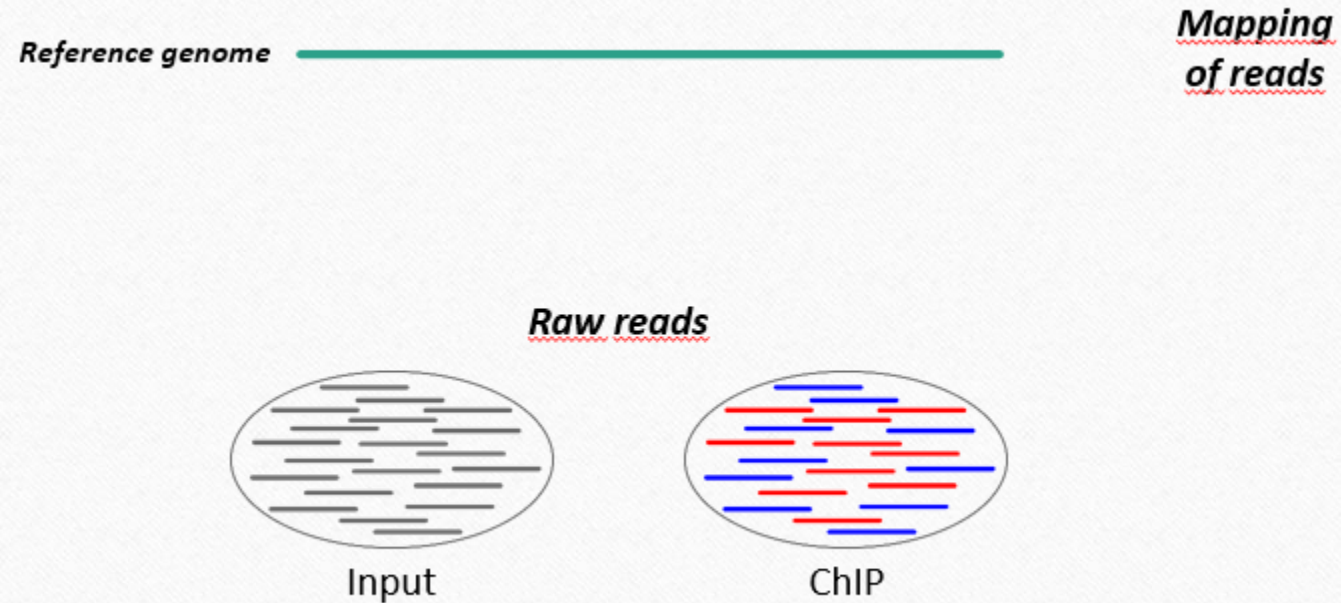 Reference genome
Mapping
of reads
Raw reads
Input
ChIP